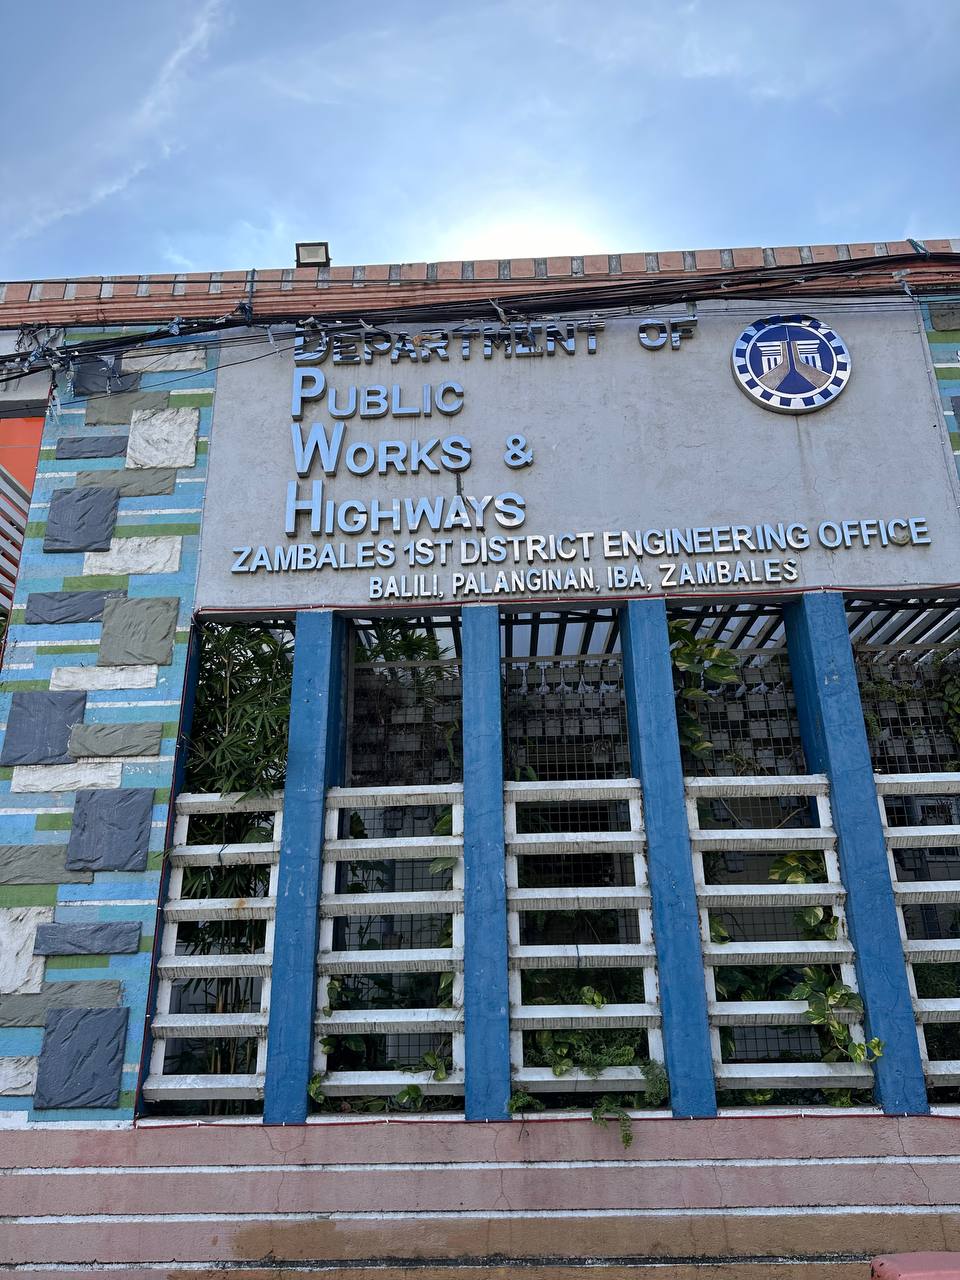 DEPARTMENT OF
PUBLIC
WORKS &
HIGHWAYS
ZAMBALES 1ST DISTRICT ENGINEERING OFFICE
BALILI, PALANGINAN, IBA, ZAMBALES